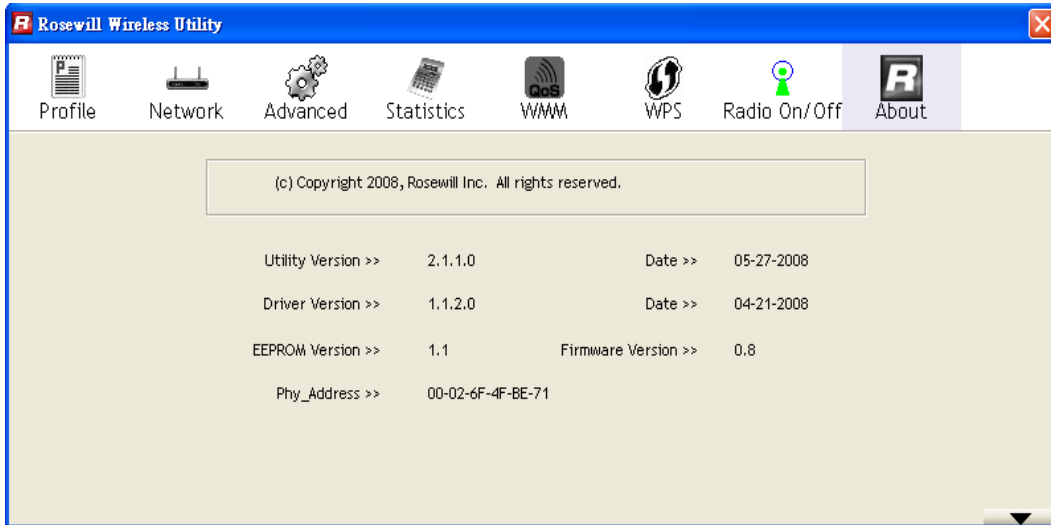 Rosewill Wireless Utility
Profile Network Advanced Statistics WMM WPS Radio On/Off About
QoS
(c) Copyright 2008, Rosewill Inc. All rights reserved.
Utility Version >> 2.1.1.0 Date >> 05-27-2008
Driver Version >> 1.1.2.0 Date >> 04-21-2008
EEPROM Version >> 1.1 Firmware Version >> 0.8
Phy_Address >> 00-02-6F-4F-BE-71